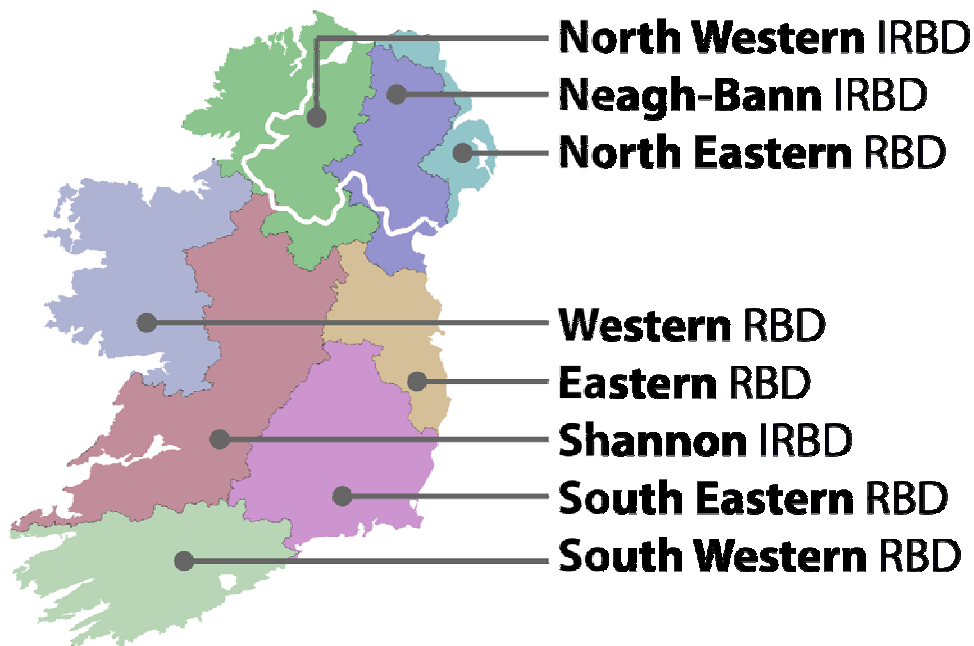 North Western IRBD
Neagh-Bann IRBD
North Eastern RBD
Western RBD
Eastern RBD
Shannon IRBD
South Eastern RBD
South Western RBD